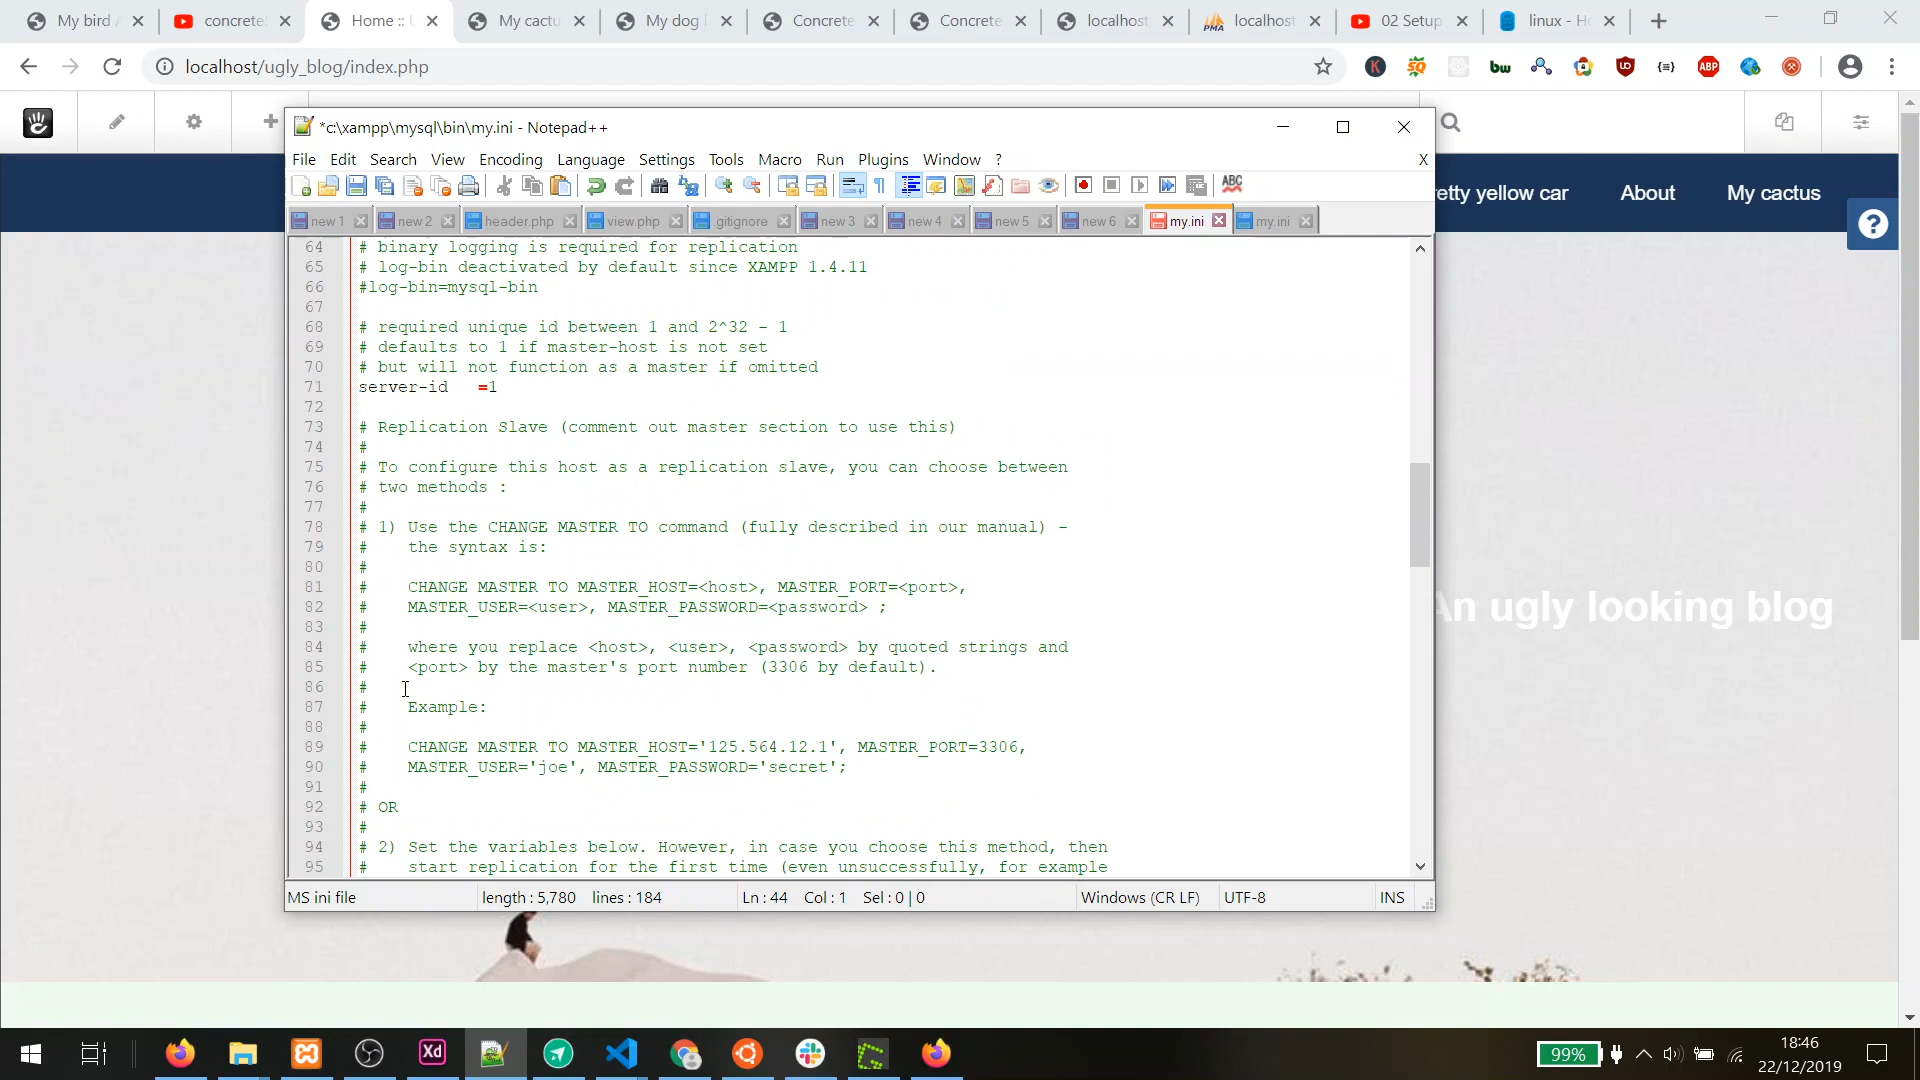 My bird A
concrete5
Home :: U
My cactu
My dog l
Concrete
Concrete
localhost
localhost
02 Setup
linux - Ho
localhost/ugly_blog/index.php
*c:\xampp\mysql\bin\my.ini - Notepad++
File Edit Search View Encoding Language Settings Tools Macro Run Plugins Window ? X
new 1 new 2 header.php view.php .gitignore new 3 new 4 new 5 new 6 my.ini my.ini
64 # binary logging is required for replication
65 # log-bin deactivated by default since XAMPP 1.4.11
66 #log-bin=mysql-bin
67
68 # required unique id between 1 and 2^32 - 1
69 # defaults to 1 if master-host is not set
70 # but will not function as a master if omitted
71 server-id =1
72
73 # Replication Slave (comment out master section to use this)
74 #
75 # To configure this host as a replication slave, you can choose between
76 # two methods :
77 #
78 # 1) Use the CHANGE MASTER TO command (fully described in our manual) -
79 # the syntax is:
80 #
81 # CHANGE MASTER TO MASTER_HOST=<host>, MASTER_PORT=<port>,
82 # MASTER_USER=<user>, MASTER_PASSWORD=<password> ;
83 #
84 # where you replace <host>, <user>, <password> by quoted strings and
85 # <port> by the master's port number (3306 by default).
86 #
87 # Example:
88 #
89 # CHANGE MASTER TO MASTER_HOST='125.564.12.1', MASTER_PORT=3306,
90 # MASTER_USER='joe', MASTER_PASSWORD='secret';
91 #
92 # OR
93 #
94 # 2) Set the variables below. However, in case you choose this method, then
95 # start replication for the first time (even unsuccessfully, for example
MS ini file length : 5,780 lines : 184 Ln : 44 Col : 1 Sel : 0 | 0 Windows (CR LF) UTF-8 INS
retty yellow car About My cactus
An ugly looking blog
99%
18:46
22/12/2019